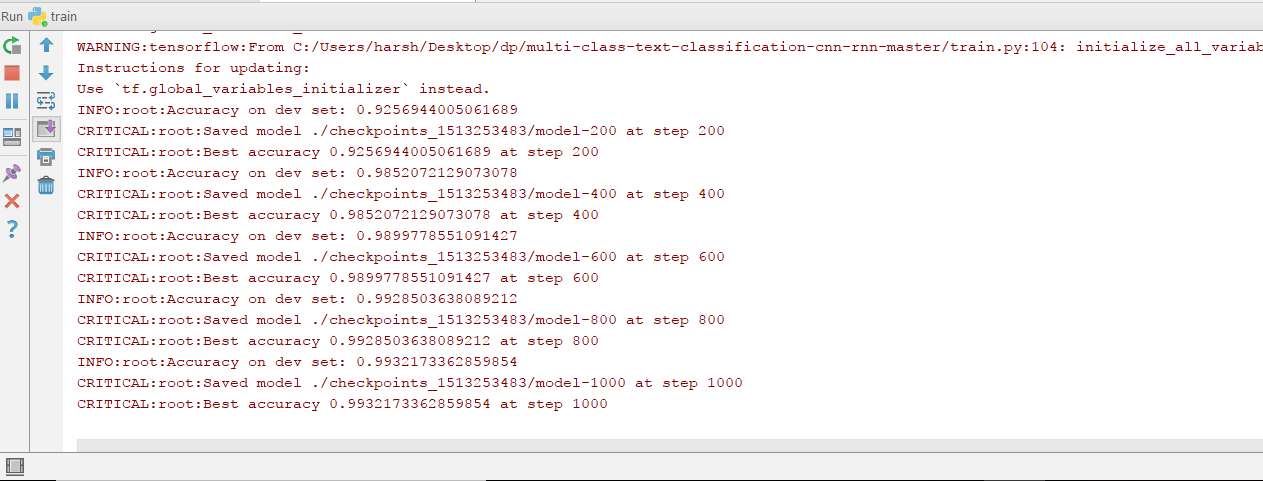 Run train
WARNING:tensorflow:From C:/Users/harsh/Desktop/dp/multi-class-text-classification-cnn-rnn-master/train.py:104: initialize_all_variab
Instructions for updating:
Use `tf.global_variables_initializer` instead.
INFO:root:Accuracy on dev set: 0.9256944005061689
CRITICAL:root:Saved model ./checkpoints_1513253483/model-200 at step 200
CRITICAL:root:Best accuracy 0.9256944005061689 at step 200
INFO:root:Accuracy on dev set: 0.9852072129073078
CRITICAL:root:Saved model ./checkpoints_1513253483/model-400 at step 400
CRITICAL:root:Best accuracy 0.9852072129073078 at step 400
INFO:root:Accuracy on dev set: 0.9899778551091427
CRITICAL:root:Saved model ./checkpoints_1513253483/model-600 at step 600
CRITICAL:root:Best accuracy 0.9899778551091427 at step 600
INFO:root:Accuracy on dev set: 0.9928503638089212
CRITICAL:root:Saved model ./checkpoints_1513253483/model-800 at step 800
CRITICAL:root:Best accuracy 0.9928503638089212 at step 800
INFO:root:Accuracy on dev set: 0.9932173362859854
CRITICAL:root:Saved model ./checkpoints_1513253483/model-1000 at step 1000
CRITICAL:root:Best accuracy 0.9932173362859854 at step 1000